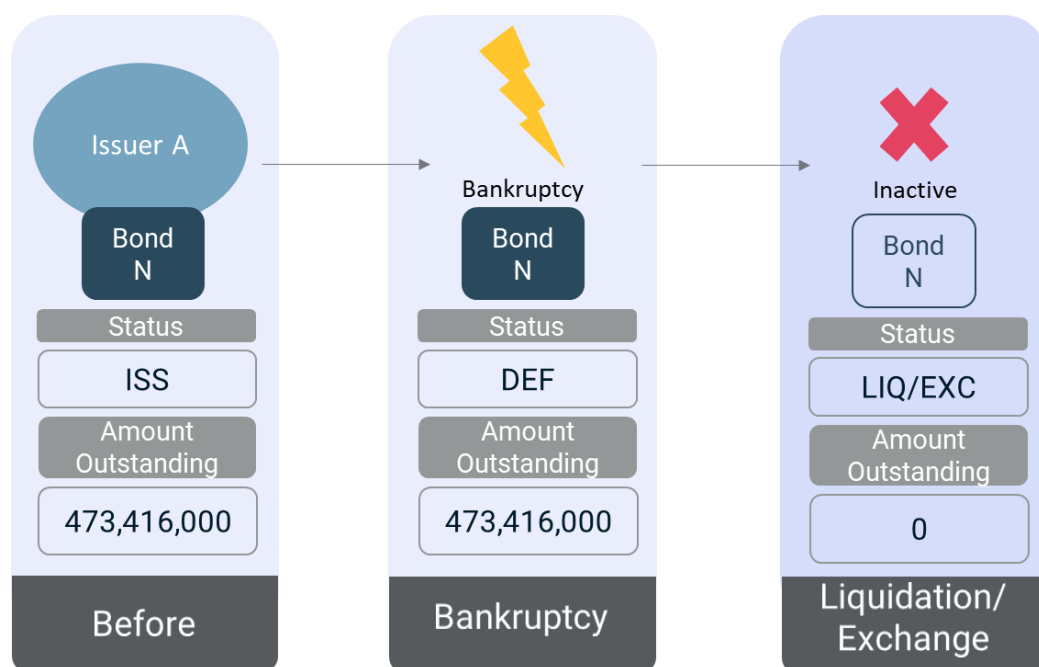 Issuer A
Bond
N
Status
ISS
Amount
Outstanding
473,416,000
Before
Bankruptcy
Bond
N
Status
DEF
Amount
Outstanding
473,416,000
Bankruptcy
Inactive
Bond
N
Status
LIQ/EXC
Amount
Outstanding
0
Liquidation/
Exchange